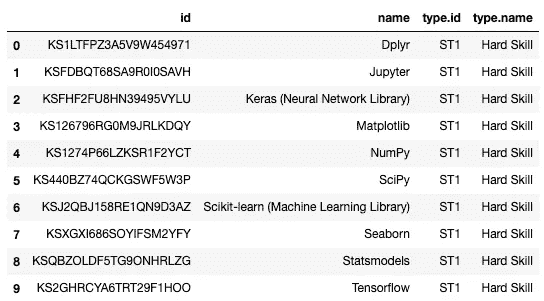 id name type.id type.name
0 KS1LTFPZ3A5V9W454971 Dplyr ST1 Hard Skill
1 KSFDBQT68SA9R0I0SAVH Jupyter ST1 Hard Skill
2 KSFHF2FU8HN39495VYLU Keras (Neural Network Library) ST1 Hard Skill
3 KS126796RG0M9JRLKDQY Matplotlib ST1 Hard Skill
4 KS1274P66LZKSR1F2YCT NumPy ST1 Hard Skill
5 KS440BZ74QCKGSWF5W3P SciPy ST1 Hard Skill
6 KSJ2QBJ158RE1QN9D3AZ Scikit-learn (Machine Learning Library) ST1 Hard Skill
7 KSXGXI686SOYIFSM2YFY Seaborn ST1 Hard Skill
8 KSQBZOLDF5TG9ONHRLZG Statsmodels ST1 Hard Skill
9 KS2GHRCYA6TRT29F1HOO Tensorflow ST1 Hard Skill